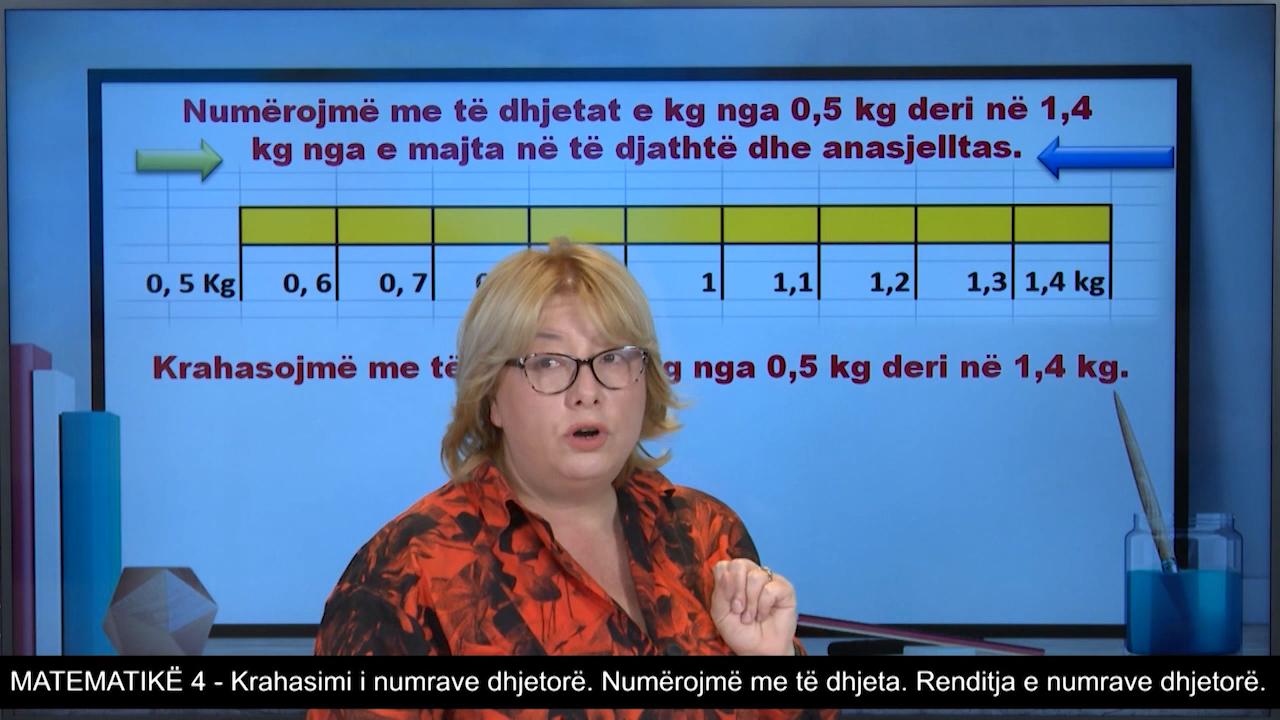 Numërojmë me të dhjetat e kg nga 0,5 kg deri në 1,4
kg nga e majta në të djathtë dhe anasjelltas.
0, 5 Kg 0, 6 0, 7 1 1,1 1,2 1,3 1,4 kg
Krahasojmë me të nga 0,5 kg deri në 1,4 kg.
MATEMATIKË 4 - Krahasimi i numrave dhjetorë. Numërojmë me të dhjeta. Renditja e numrave dhjetorë.